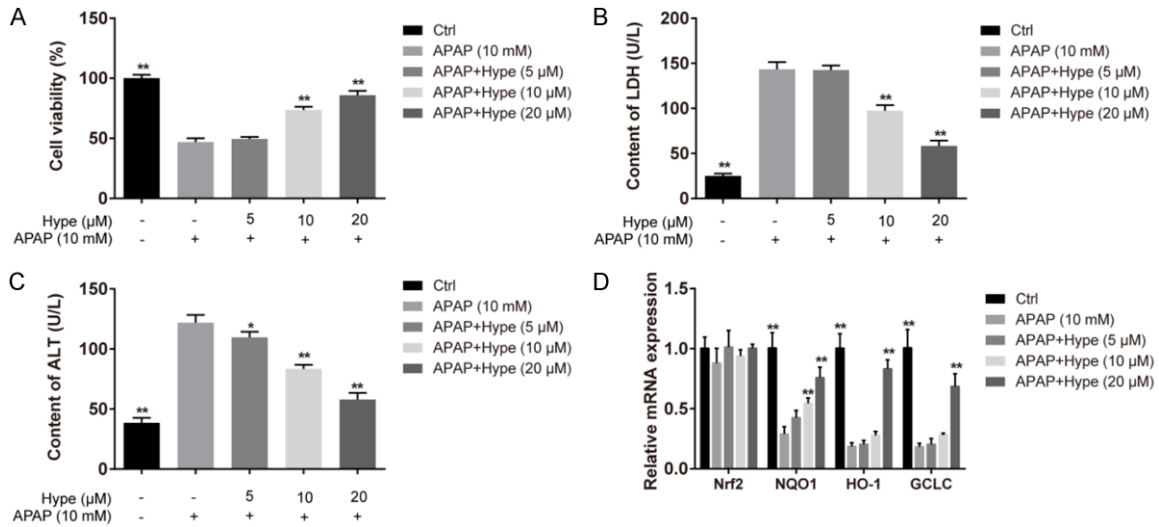 A
Cell viability (%)
150
100
50
0
**
**
**
Hype (μM) - - 5 10 20
APAP (10 mM) - + + + +
Ctrl
APAP (10 mM)
APAP+Hype (5 μM)
APAP+Hype (10 μM)
APAP+Hype (20 μM)
B
Content of LDH (U/L)
200
150
100
50
0
**
**
**
Hype (μM) - - 5 10 20
APAP (10 mM) - + + + +
Ctrl
APAP (10 mM)
APAP+Hype (5 μM)
APAP+Hype (10 μM)
APAP+Hype (20 μM)
C
Content of ALT (U/L)
150
100
50
0
**
*
**
**
Hype (μM) - - 5 10 20
APAP (10 mM) - + + + +
Ctrl
APAP (10 mM)
APAP+Hype (5 μM)
APAP+Hype (10 μM)
APAP+Hype (20 μM)
D
Relative mRNA expression
1.5
1.0
0.5
0.0
** ** **
** ** **
**
Nrf2 NQO1 HO-1 GCLC
Ctrl
APAP (10 mM)
APAP+Hype (5 μM)
APAP+Hype (10 μM)
APAP+Hype (20 μM)